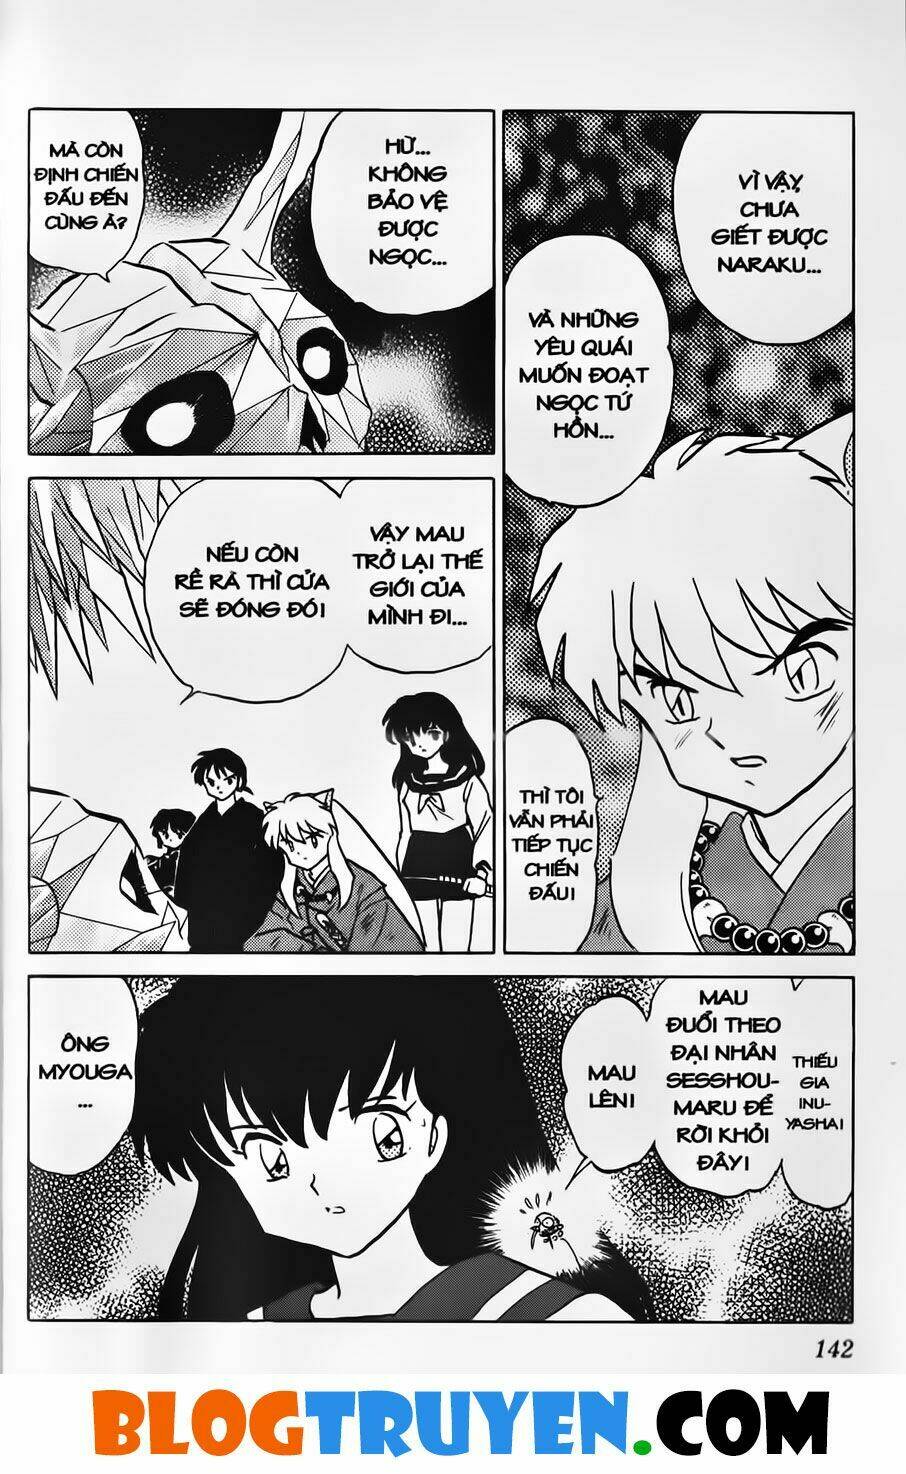 VÌ VẬY,
CHƯA
GIẾT ĐƯỢC
NARAKU...
VÀ NHỮNG
YÊU QUÁI
MUỐN ĐOẠT
NGỌC TỨ
HỒN...
THÌ TÔI
VẪN PHẢI
TIẾP TỤC
CHIẾN
ĐẤU!
HỪ...
KHÔNG
BẢO VỆ
ĐƯỢC
NGỌC...
MÀ CÒN
ĐỊNH CHIẾN
ĐẤU ĐẾN
CÙNG À?
VẬY MAU
TRỞ LẠI THẾ
GIỚI CỦA
MÌNH ĐI...
NẾU CÒN
RỀ RÀ THÌ CỬA
SẼ ĐÓNG ĐÓ!
THIẾU
GIA
INU-
YASHA!
MAU
ĐUỔI THEO
ĐẠI NHÂN
SESSHOU-
MARU ĐỂ
RỜI KHỎI
ĐÂY!
MAU
LÊN!
ÔNG
MYOUGA
...
142
BLOGTRUYEN.COM